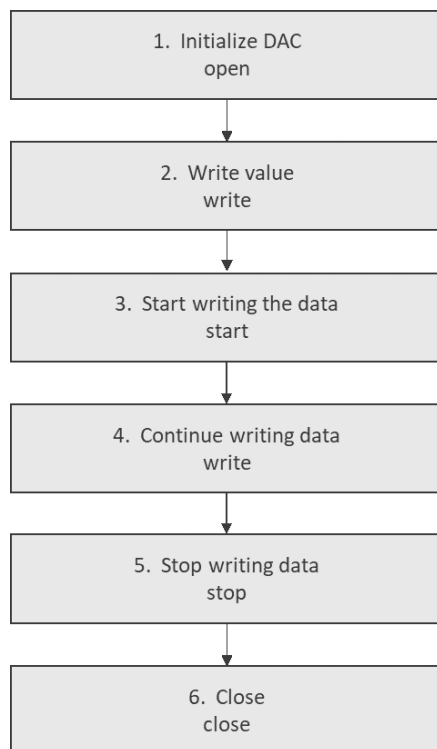 1. Initialize DAC
open
2. Write value
write
3. Start writing the data
start
4. Continue writing data
write
5. Stop writing data
stop
6. Close
close